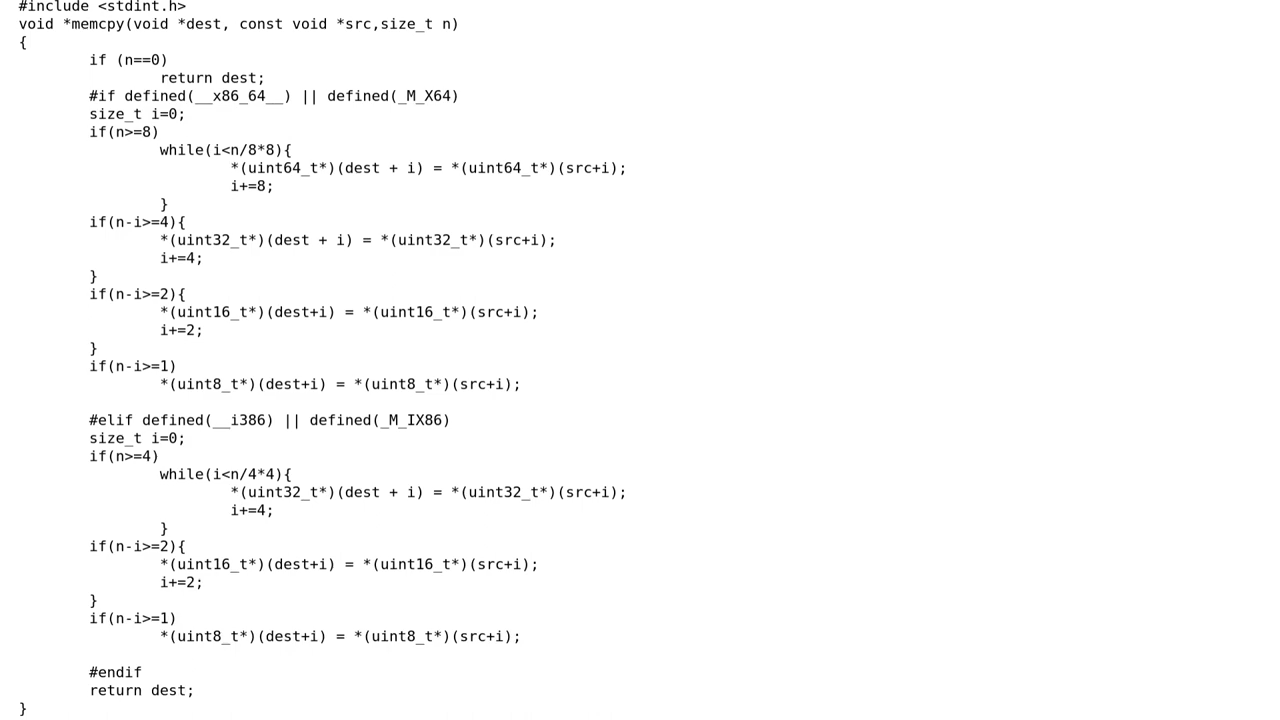 #include <stdint.h>
void *memcpy(void *dest, const void *src,size_t n)
{
        if (n==0)
                return dest;
        #if defined(__x86_64__) || defined(_M_X64)
        size_t i=0;
        if(n>=8)
                while(i<n/8*8){
                        *(uint64_t*)(dest + i) = *(uint64_t*)(src+i);
                        i+=8;
                }
        if(n-i>=4){
                *(uint32_t*)(dest + i) = *(uint32_t*)(src+i);
                i+=4;
        }
        if(n-i>=2){
                *(uint16_t*)(dest+i) = *(uint16_t*)(src+i);
                i+=2;
        }
        if(n-i>=1)
                *(uint8_t*)(dest+i) = *(uint8_t*)(src+i);

        #elif defined(__i386) || defined(_M_IX86)
        size_t i=0;
        if(n>=4)
                while(i<n/4*4){
                        *(uint32_t*)(dest + i) = *(uint32_t*)(src+i);
                        i+=4;
                }
        if(n-i>=2){
                *(uint16_t*)(dest+i) = *(uint16_t*)(src+i);
                i+=2;
        }
        if(n-i>=1)
                *(uint8_t*)(dest+i) = *(uint8_t*)(src+i);

        #endif
        return dest;
}